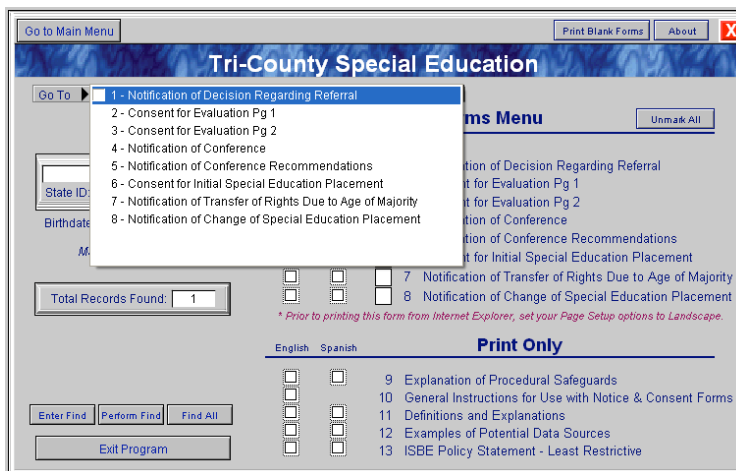 Go to Main Menu
Print Blank Forms
About
X
Tri-County Special Education
Go To
1 - Notification of Decision Regarding Referral
2 - Consent for Evaluation Pg 1
3 - Consent for Evaluation Pg 2
4 - Notification of Conference
5 - Notification of Conference Recommendations
6 - Consent for Initial Special Education Placement
7 - Notification of Transfer of Rights Due to Age of Majority
8 - Notification of Change of Special Education Placement
Menu
Unmark All
of Decision Regarding Referral
for Evaluation Pg 1
for Evaluation Pg 2
of Conference
of Conference Recommendations
for Initial Special Education Placement
7 Notification of Transfer of Rights Due to Age of Majority
8 Notification of Change of Special Education Placement
* Prior to printing this form from Internet Explorer, set your Page Setup options to Landscape.
State ID:
Birthdate
Total Records Found: 1
English Spanish
Print Only
9 Explanation of Procedural Safeguards
10 General Instructions for Use with Notice & Consent Forms
11 Definitions and Explanations
12 Examples of Potential Data Sources
13 ISBE Policy Statement - Least Restrictive
Enter Find
Perform Find
Find All
Exit Program